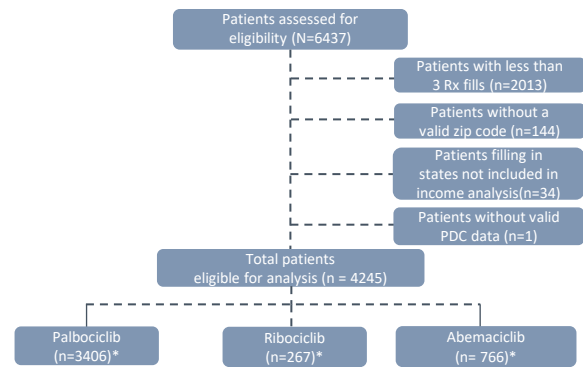 Patients assessed for
eligibility (N=6437)
Patients with less than
3 Rx fills (n=2013)
Patients without a
valid zip code (n=144)
Patients filling in
states not included in
income analysis(n=34)
Patients without valid
PDC data (n=1)
Total patients
eligible for analysis (n = 4245)
Palbociclib
(n=3406)*
Ribociclib
(n=267)*
Abemaciclib
(n= 766)*